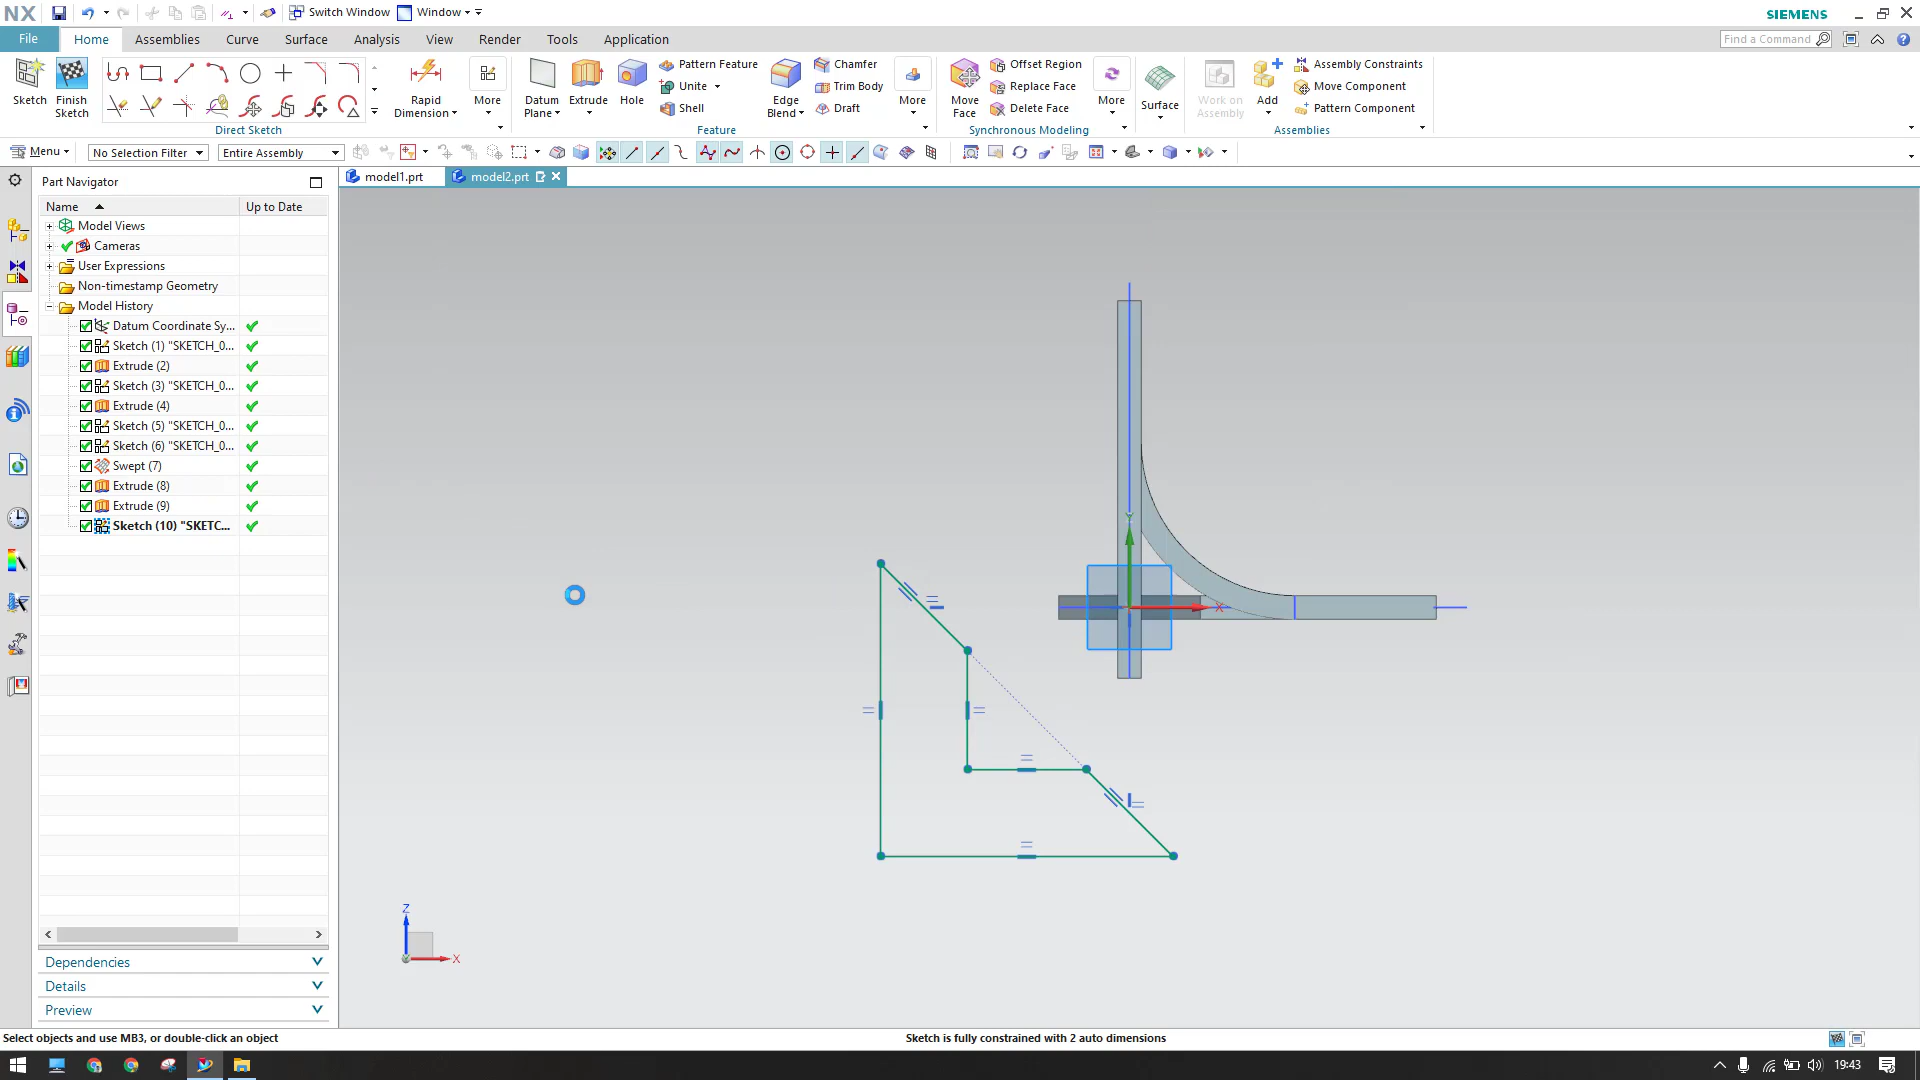 NX Switch Window Window SIEMENS
File Home Assemblies Curve Surface Analysis View Render Tools Application Find a Command
Sketch Finish Sketch Rapid Dimension More Datum Plane Extrude Hole Pattern Feature Unite Shell Edge Blend Chamfer Trim Body Draft More Move Face Offset Region Replace Face Delete Face More Surface Work on Assembly Add Assembly Constraints Move Component Pattern Component
Direct Sketch Feature Synchronous Modeling Assemblies
Menu No Selection Filter Entire Assembly
Part Navigator model1.prt model2.prt
Name Up to Date
Model Views
Cameras
User Expressions
Non-timestamp Geometry
Model History
Datum Coordinate Sy...
Sketch (1) "SKETCH_0...
Extrude (2)
Sketch (3) "SKETCH_0...
Extrude (4)
Sketch (5) "SKETCH_0...
Sketch (6) "SKETCH_0...
Swept (7)
Extrude (8)
Extrude (9)
Sketch (10) "SKETC...
Y
X
Z
X
Dependencies
Details
Preview
Select objects and use MB3, or double-click an object Sketch is fully constrained with 2 auto dimensions
19:43